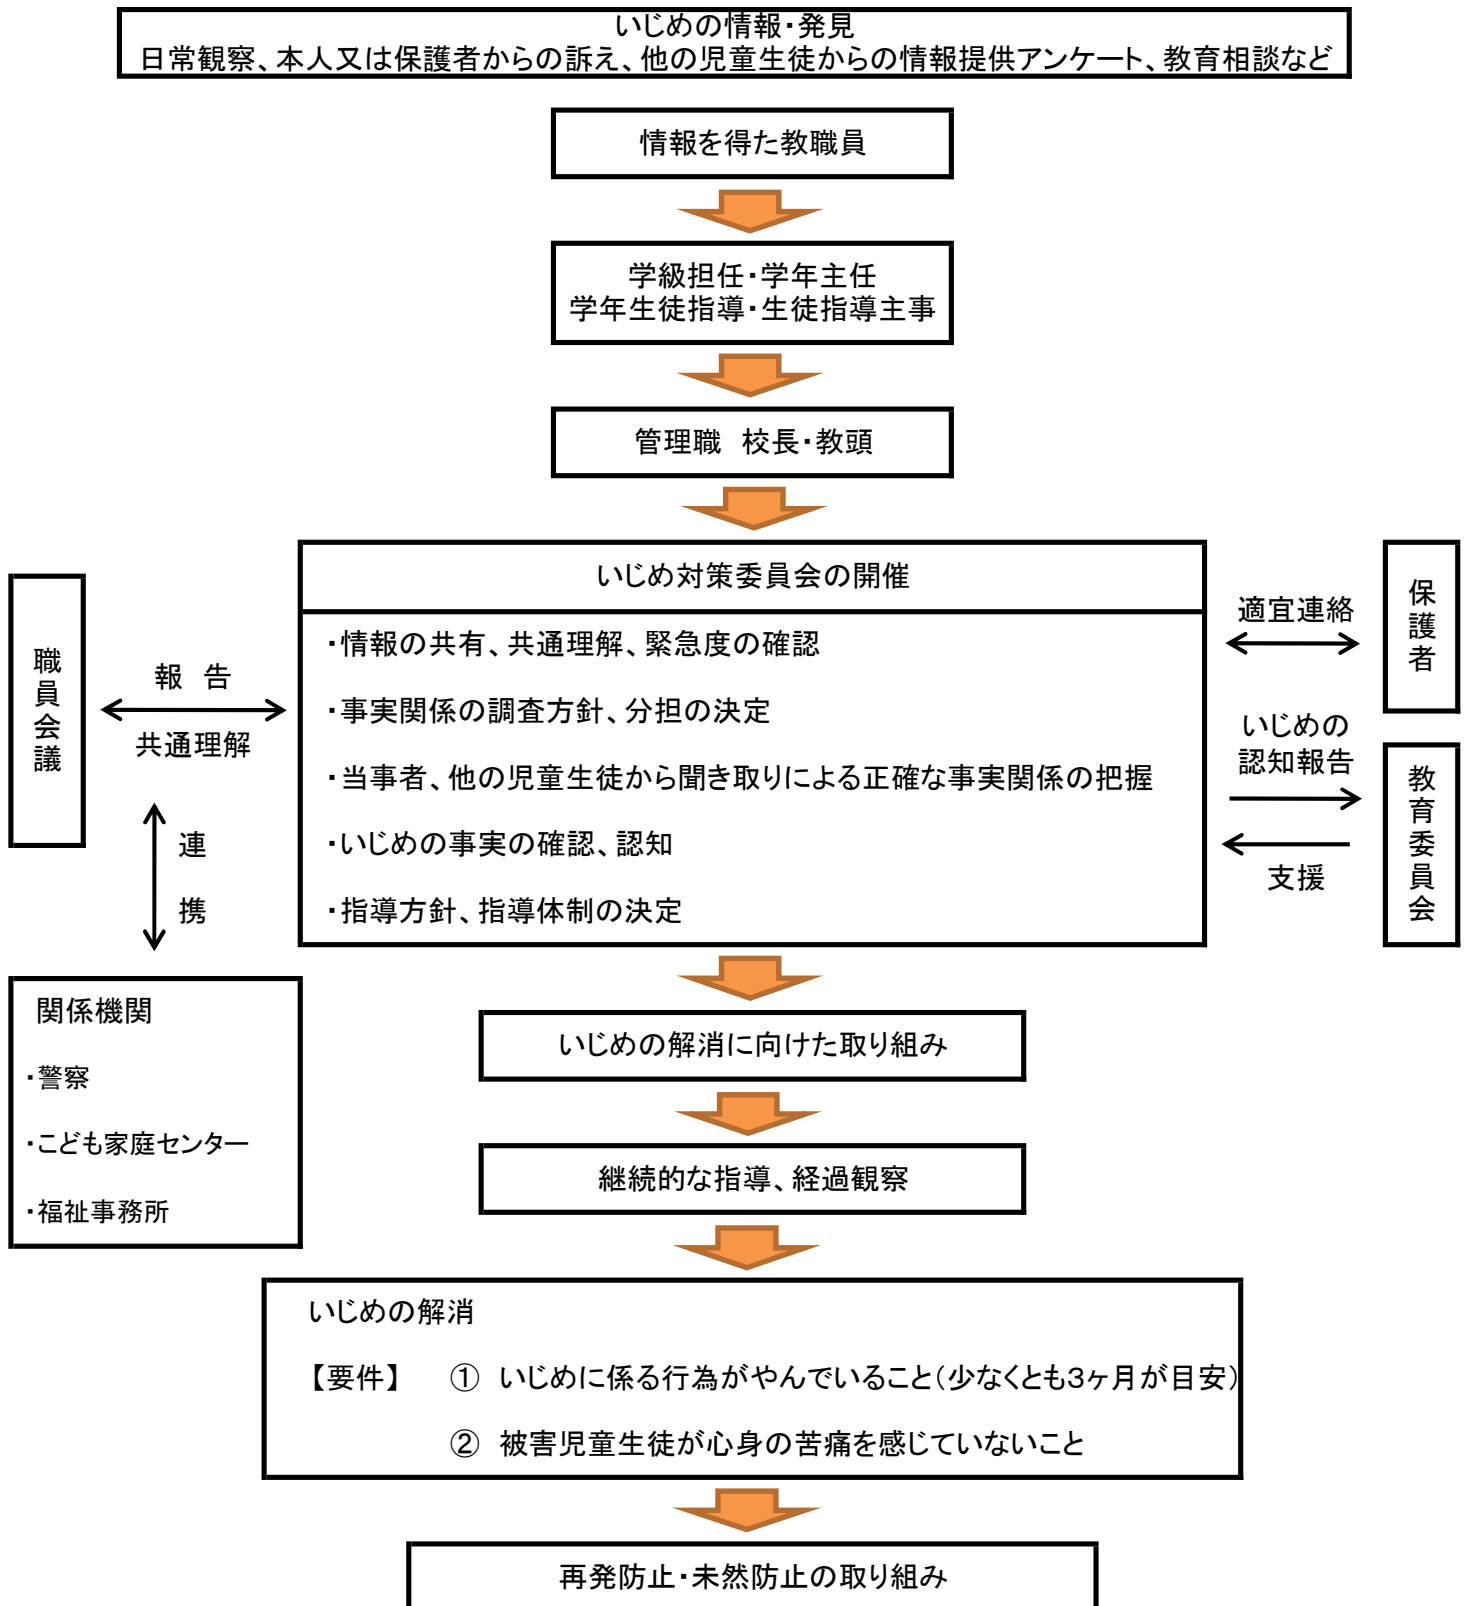 いじめの情報・発見
日常観察、本人又は保護者からの訴え、他の児童生徒からの情報提供アンケート、教育相談など
情報を得た教職員
学級担任・学年主任
学年生徒指導・生徒指導主事
管理職　校長・教頭
いじめ対策委員会の開催
・情報の共有、共通理解、緊急度の確認
・事実関係の調査方針、分担の決定
・当事者、他の児童生徒から聞き取りによる正確な事実関係の把握
・いじめの事実の確認、認知
・指導方針、指導体制の決定
職員会議
報　告
共通理解
連携
適宜連絡
保護者
いじめの
認知報告
支援
教育委員会
関係機関
・警察
・こども家庭センター
・福祉事務所
いじめの解消に向けた取り組み
継続的な指導、経過観察
いじめの解消
【要件】　①　いじめに係る行為がやんでいること（少なくとも３ヶ月が目安）
②　被害児童生徒が心身の苦痛を感じていないこと
再発防止・未然防止の取り組み